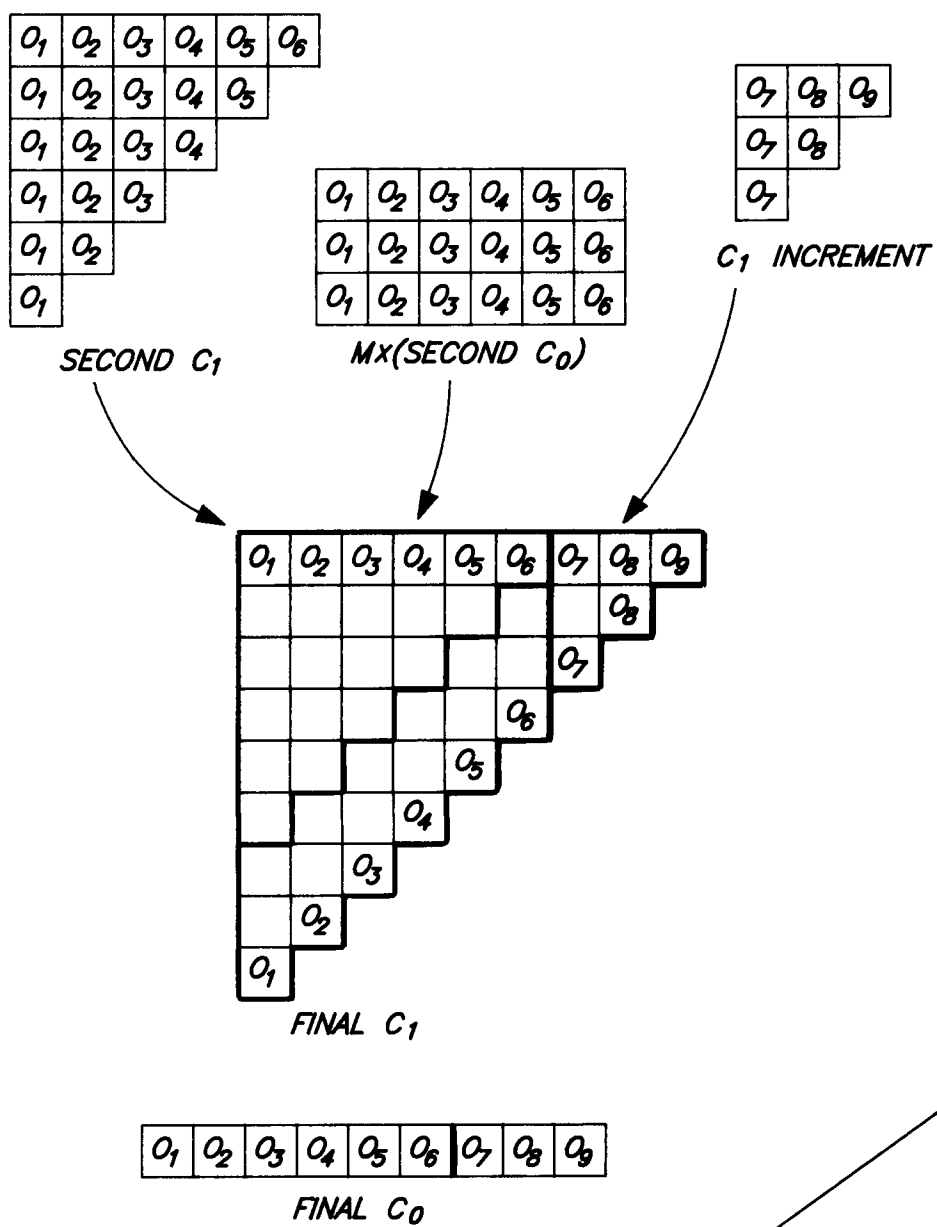 O₁ O₂ O₃ O₄ O₅ O₆
O₁ O₂ O₃ O₄ O₅
O₁ O₂ O₃ O₄
O₁ O₂ O₃
O₁ O₂
O₁
SECOND C₁
O₁ O₂ O₃ O₄ O₅ O₆
O₁ O₂ O₃ O₄ O₅ O₆
O₁ O₂ O₃ O₄ O₅ O₆
Mx(SECOND C₀)
O₇ O₈ O₉
O₇ O₈
O₇
C₁ INCREMENT
O₁ O₂ O₃ O₄ O₅ O₆ O₇ O₈ O₉
O₈
O₇
O₆
O₅
O₄
O₃
O₂
O₁
FINAL C₁
O₁ O₂ O₃ O₄ O₅ O₆ O₇ O₈ O₉
FINAL C₀